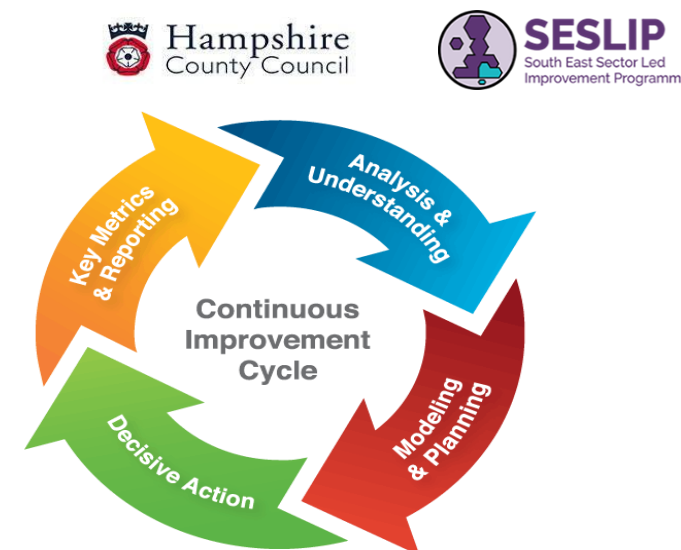 Hampshire
County Council
SESLIP
South East Sector Led
Improvement Programm
Analysis &
Understanding
Key Metrics
& Reporting
Continuous
Improvement
Cycle
Modeling
& Planning
Decisive Action